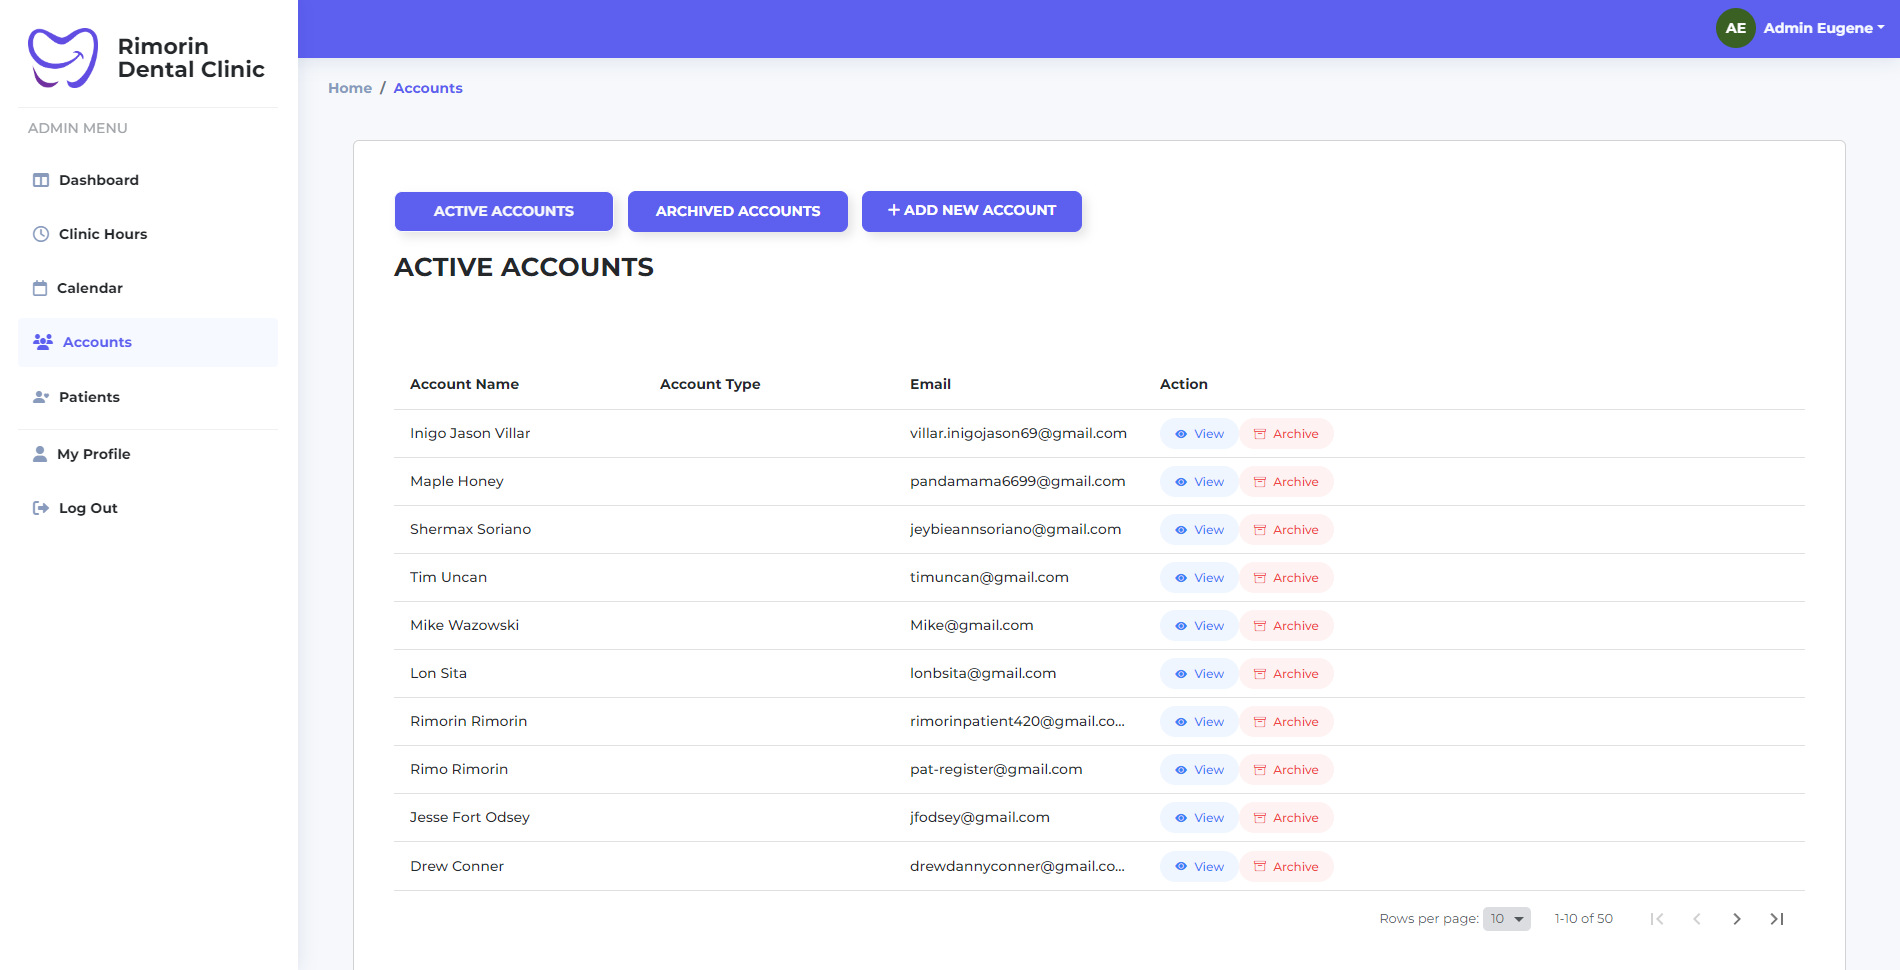 Rimorin
Dental Clinic
AE Admin Eugene
Home / Accounts
ADMIN MENU
Dashboard
Clinic Hours
Calendar
Accounts
Patients
My Profile
Log Out
ACTIVE ACCOUNTS ARCHIVED ACCOUNTS + ADD NEW ACCOUNT
ACTIVE ACCOUNTS
Account Name Account Type Email Action
Inigo Jason Villar villar.inigojason69@gmail.com View Archive
Maple Honey pandamama6699@gmail.com View Archive
Shermax Soriano jeybieannsoriano@gmail.com View Archive
Tim Uncan timuncan@gmail.com View Archive
Mike Wazowski Mike@gmail.com View Archive
Lon Sita lonbsita@gmail.com View Archive
Rimorin Rimorin rimorinpatient420@gmail.co... View Archive
Rimo Rimorin pat-register@gmail.com View Archive
Jesse Fort Odsey jfodsey@gmail.com View Archive
Drew Conner drewdannyconner@gmail.co... View Archive
Rows per page: 10 1-10 of 50